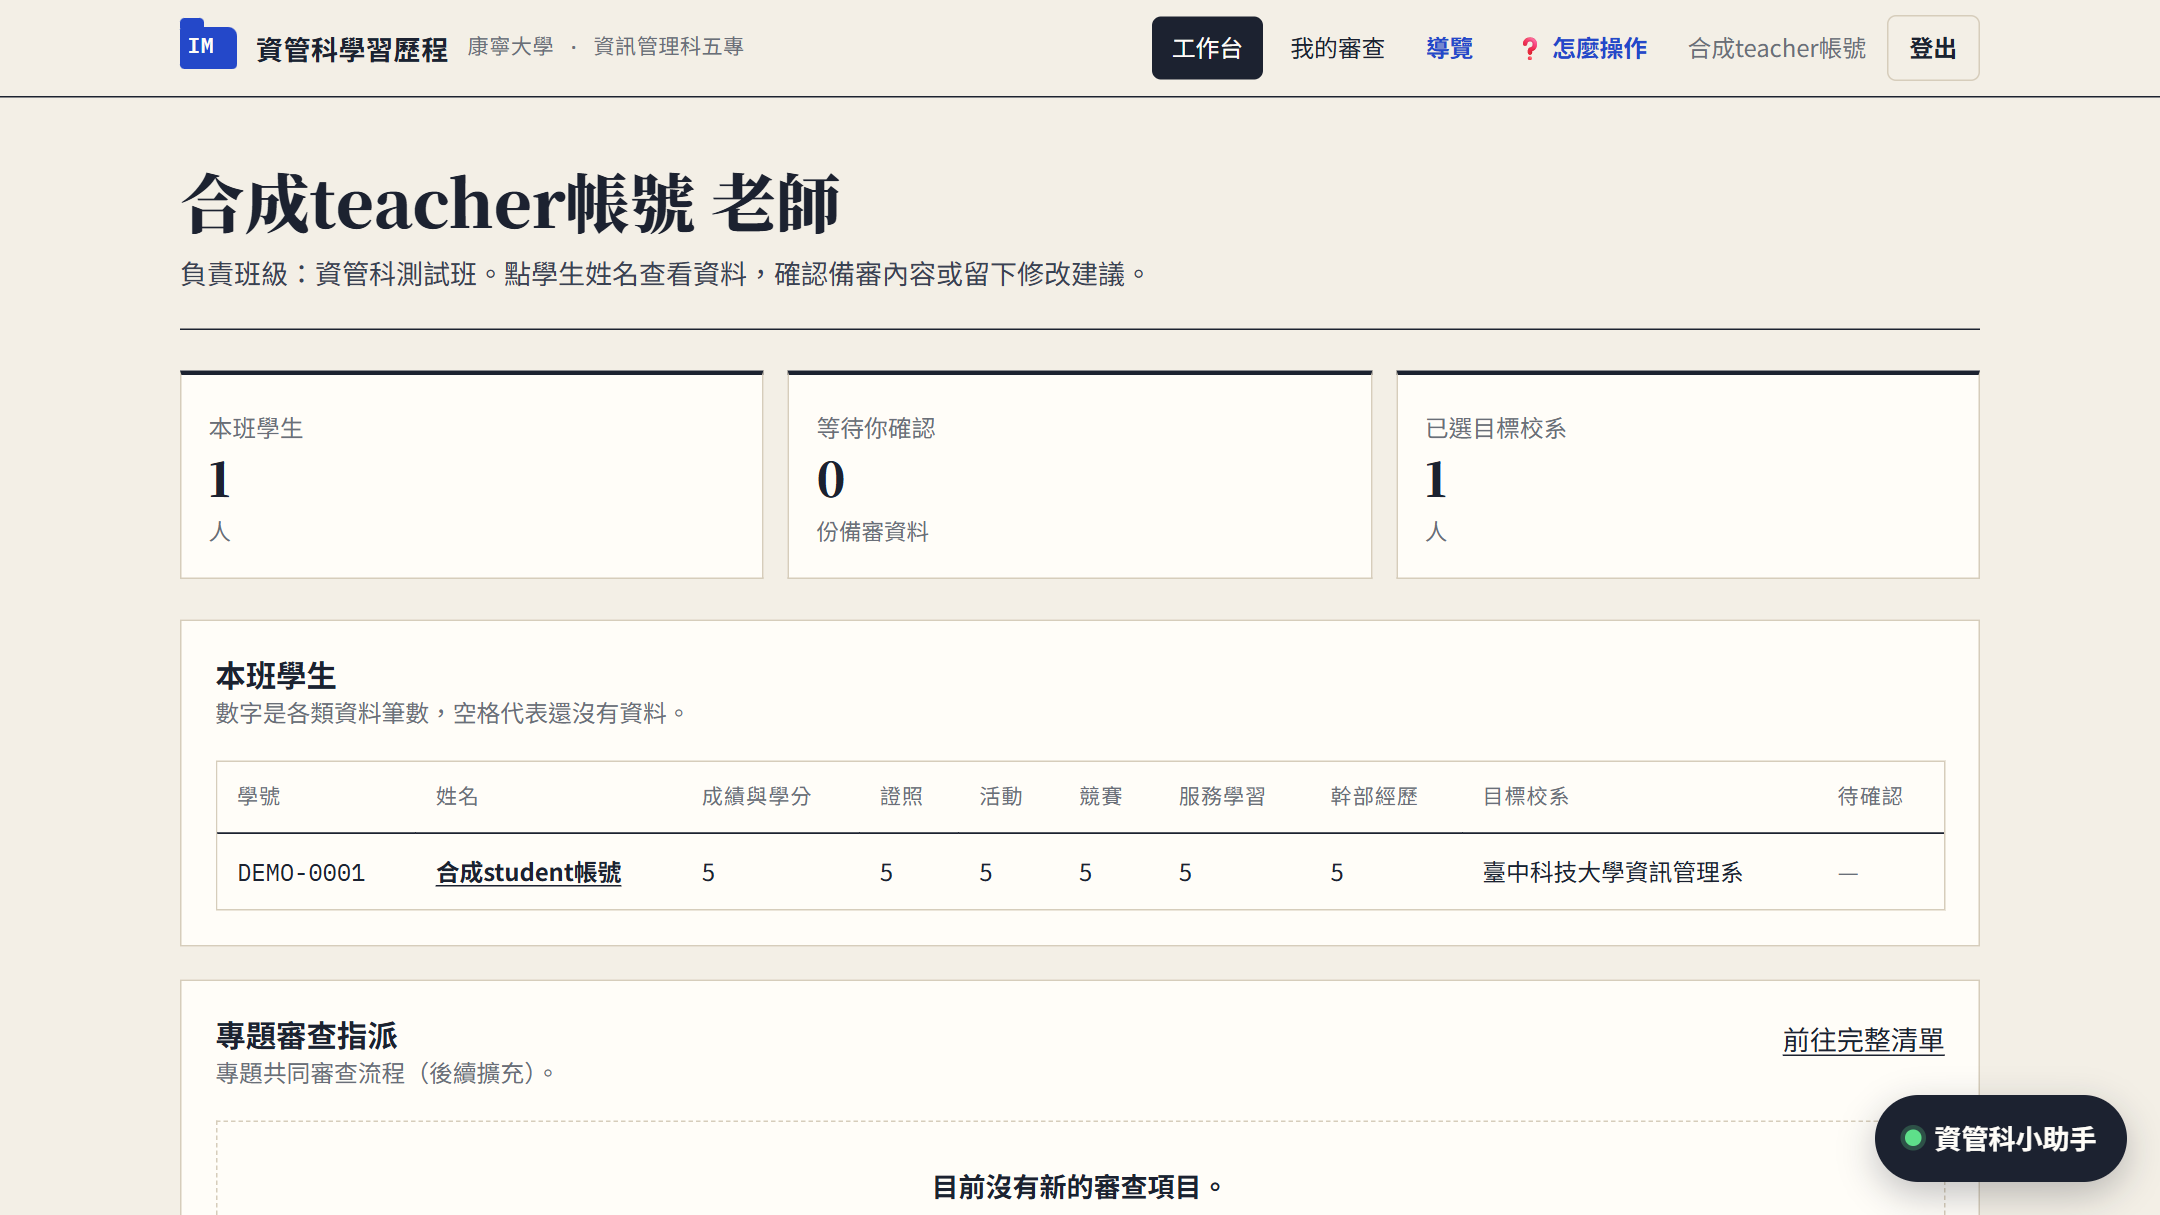 IM 資管科學習歷程 康寧大學 · 資訊管理科五專 工作台 我的審查 導覽 ❓ 怎麼操作 合成teacher帳號 登出
合成teacher帳號 老師
負責班級：資管科測試班。點學生姓名查看資料，確認備審內容或留下修改建議。
本班學生
1
人
等待你確認
0
份備審資料
已選目標校系
1
人
本班學生
數字是各類資料筆數，空格代表還沒有資料。
學號 姓名 成績與學分 證照 活動 競賽 服務學習 幹部經歷 目標校系 待確認
DEMO-0001 合成student帳號 5 5 5 5 5 5 臺中科技大學資訊管理系 —
專題審查指派
專題共同審查流程（後續擴充）。
前往完整清單
目前沒有新的審查項目。
資管科小助手